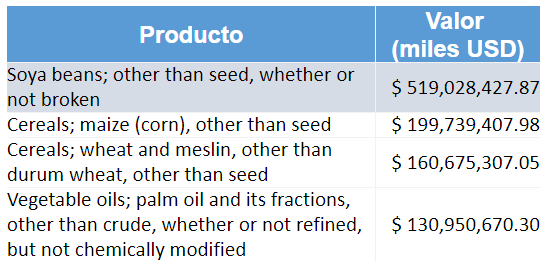 Producto
Valor
(miles USD)
Soya beans; other than seed, whether or
not broken
$ 519,028,427.87
Cereals; maize (corn), other than seed
$ 199,739,407.98
Cereals; wheat and meslin, other than
durum wheat, other than seed
$ 160,675,307.05
Vegetable oils; palm oil and its fractions,
other than crude, whether or not refined,
but not chemically modified
$ 130,950,670.30